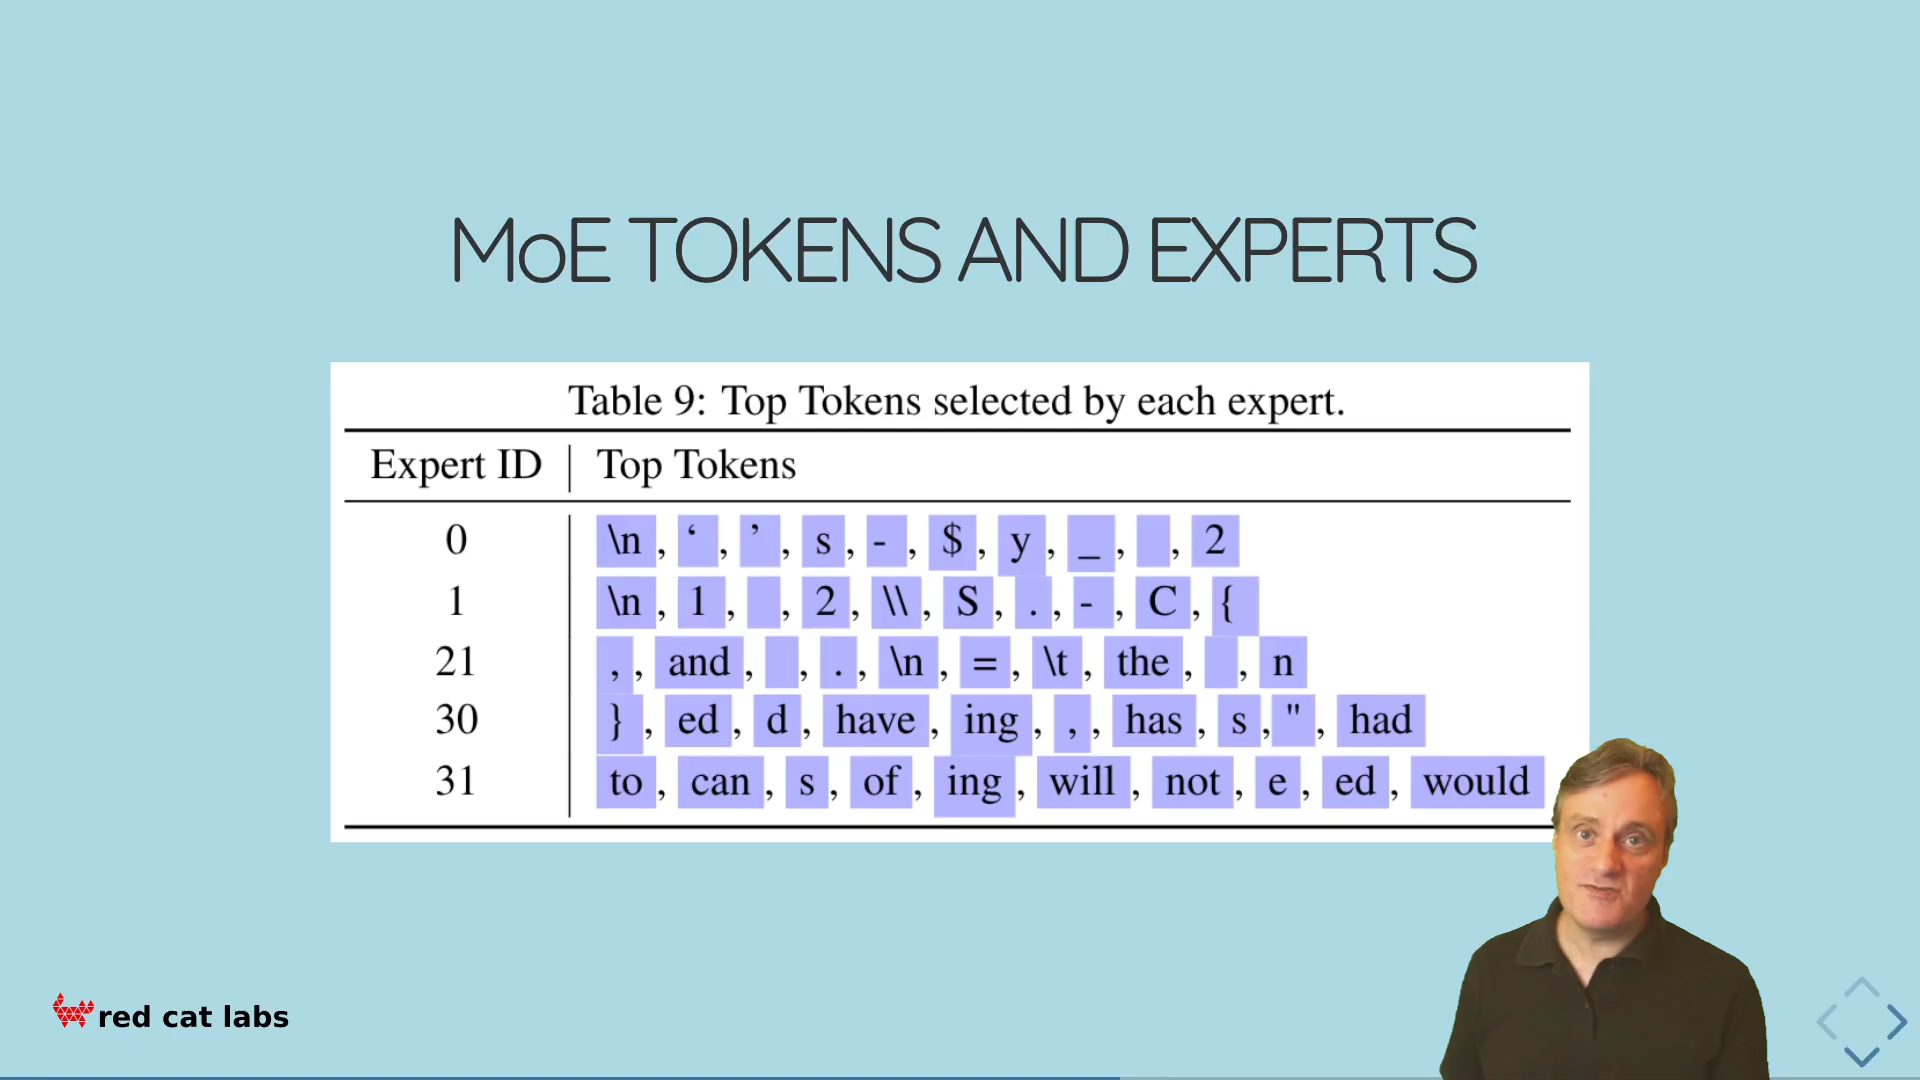 MoE TOKENS AND EXPERTS
Table 9: Top Tokens selected by each expert.
Expert ID | Top Tokens
0 | \n , ‘ , ’ , s , - , $ , y , _ ,   , 2
1 | \n , 1 ,   , 2 , \\ , S , . , - , C , {
21 | , , and ,   , . , \n , = , \t , the ,   , n
30 | } , ed , d , have , ing , , , has , s , " , had
31 | to , can , s , of , ing , will , not , e , ed , would
red cat labs